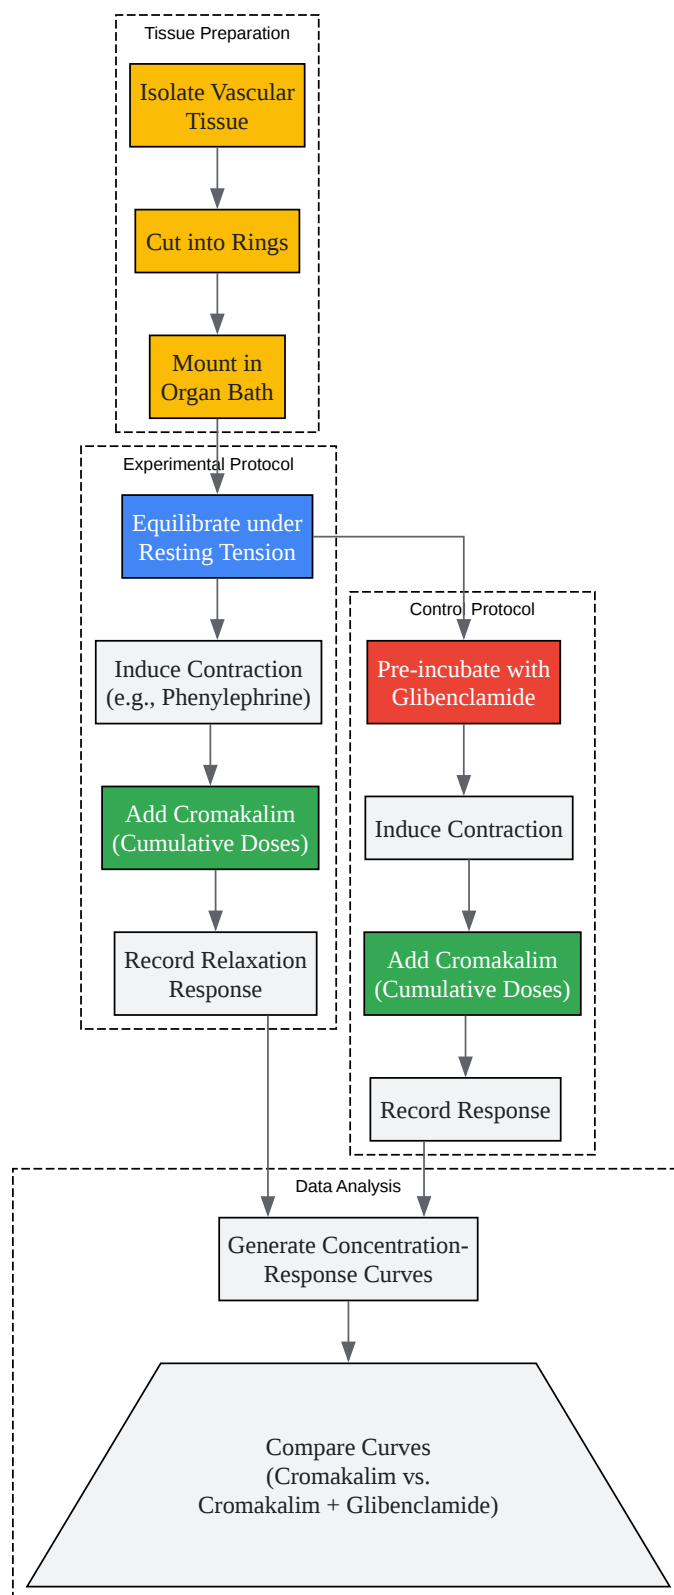 Tissue Preparation
Isolate Vascular
Tissue
Cut into Rings
Mount in
Organ Bath
Experimental Protocol
Equilibrate under
Resting Tension
Induce Contraction
(e.g., Phenylephrine)
Add Cromakalim
(Cumulative Doses)
Record Relaxation
Response
Control Protocol
Pre-incubate with
Glibenclamide
Induce Contraction
Add Cromakalim
(Cumulative Doses)
Record Response
Data Analysis
Generate Concentration-
Response Curves
Compare Curves
(Cromakalim vs.
Cromakalim + Glibenclamide)